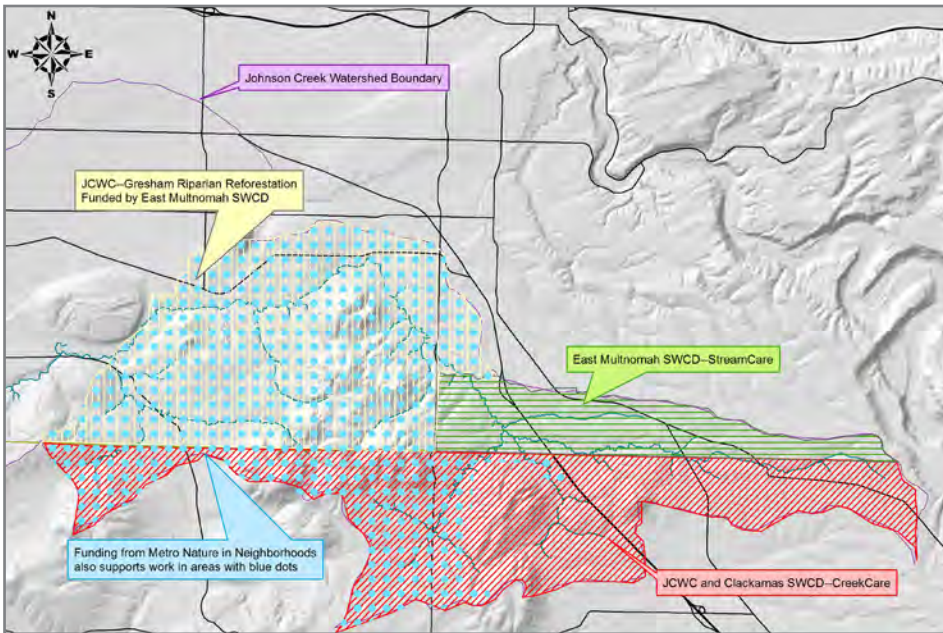 N
W E
S
Johnson Creek Watershed Boundary
JCWC--Gresham Riparian Reforestation
Funded by East Multnomah SWCD
East Multnomah SWCD--StreamCare
Funding from Metro Nature in Neighborhoods
also supports work in areas with blue dots
JCWC and Clackamas SWCD--CreekCare